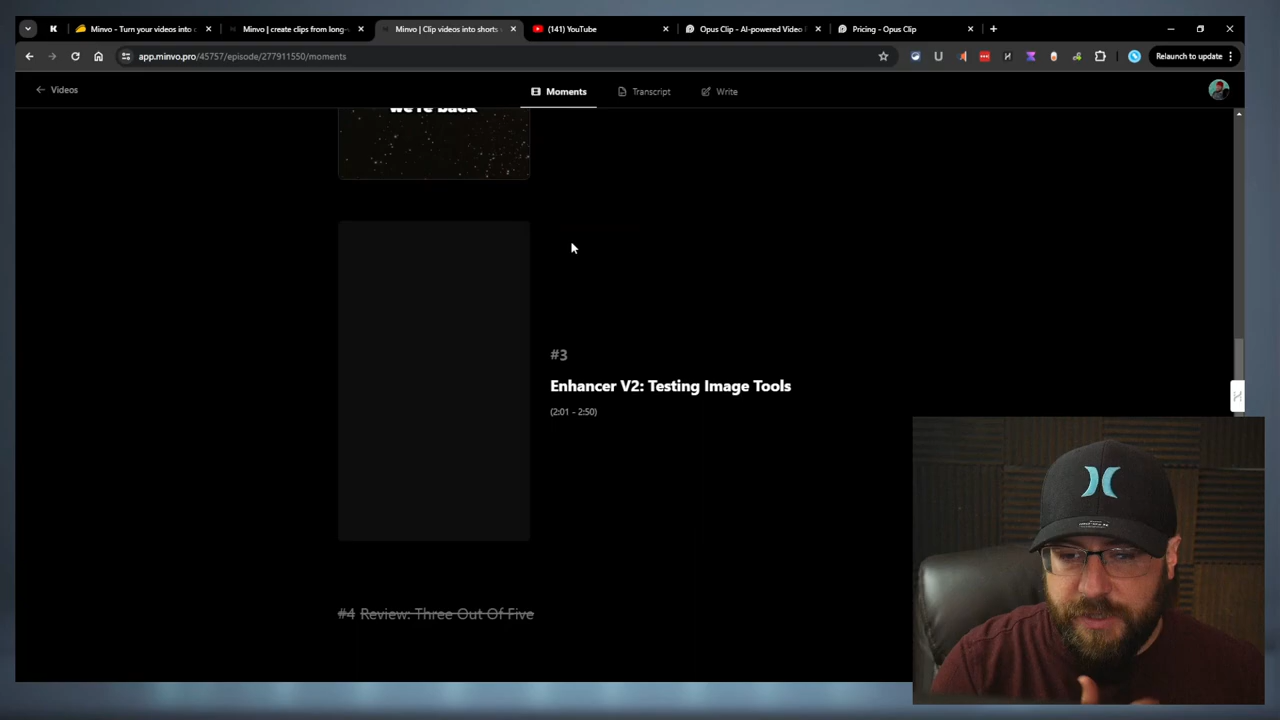 Minvo - Turn your videos into
Minvo | create clips from long-
Minvo | Clip videos into shorts
(141) YouTube
Opus Clip - AI-powered Video
Pricing - Opus Clip
app.minvo.pro/45757/episode/277911550/moments
Relaunch to update
Videos
Moments
Transcript
Write
we're back
#3
Enhancer V2: Testing Image Tools
(2:01 - 2:50)
#4 Review: Three Out Of Five